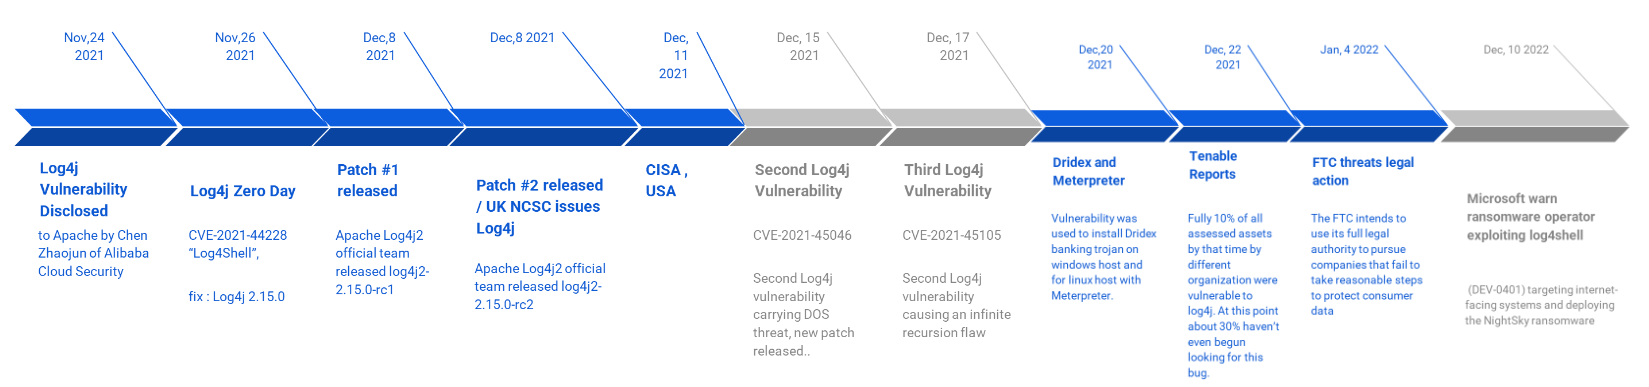 Nov,24
2021
Nov,26
2021
Dec,8
2021
Dec,8 2021
Dec,
11
2021
Dec, 15
2021
Dec, 17
2021
Dec,20
2021
Dec, 22
2021
Jan, 4 2022
Dec, 10 2022
Log4j
Vulnerability
Disclosed
to Apache by Chen
Zhaojun of Alibaba
Cloud Security
Log4j Zero Day
CVE-2021-44228
“Log4Shell”,
fix : Log4j 2.15.0
Patch #1
released
Apache Log4j2
official team
released log4j2-
2.15.0-rc1
Patch #2 released
/ UK NCSC issues
Log4j
Apache Log4j2 official
team released log4j2-
2.15.0-rc2
CISA ,
USA
Second Log4j
Vulnerability
CVE-2021-45046
Second Log4j
vulnerability
carrying DOS
threat, new patch
released..
Third Log4j
Vulnerability
CVE-2021-45105
Second Log4j
vulnerability
causing an infinite
recursion flaw
Dridex and
Meterpreter
Vulnerability was
used to install Dridex
banking trojan on
windows host and
for linux host with
Meterpreter.
Tenable
Reports
Fully 10% of all
assessed assets
by that time by
different
organization were
vulnerable to
log4j. At this point
about 30% haven't
even begun
looking for this
bug.
FTC threats legal
action
The FTC intends to
use its full legal
authority to pursue
companies that fail to
take reasonable steps
to protect consumer
data
Microsoft warn
ransomware operator
exploiting log4shell
(DEV-0401) targeting internet-
facing systems and deploying
the NightSky ransomware